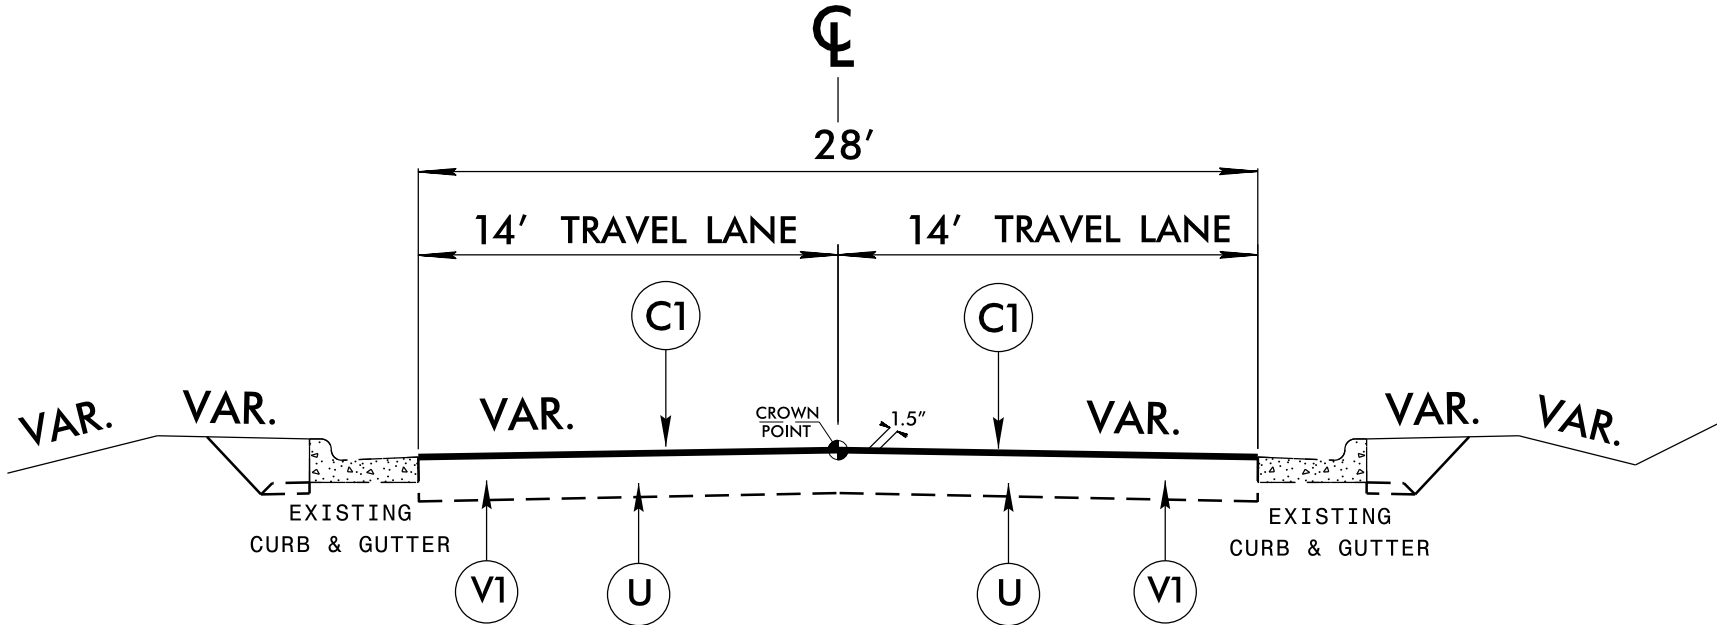 ℄
28'
14' TRAVEL LANE 14' TRAVEL LANE
C1 C1
VAR. VAR. VAR. CROWN POINT 1.5" VAR. VAR. VAR.
EXISTING
CURB & GUTTER
EXISTING
CURB & GUTTER
V1 U U V1